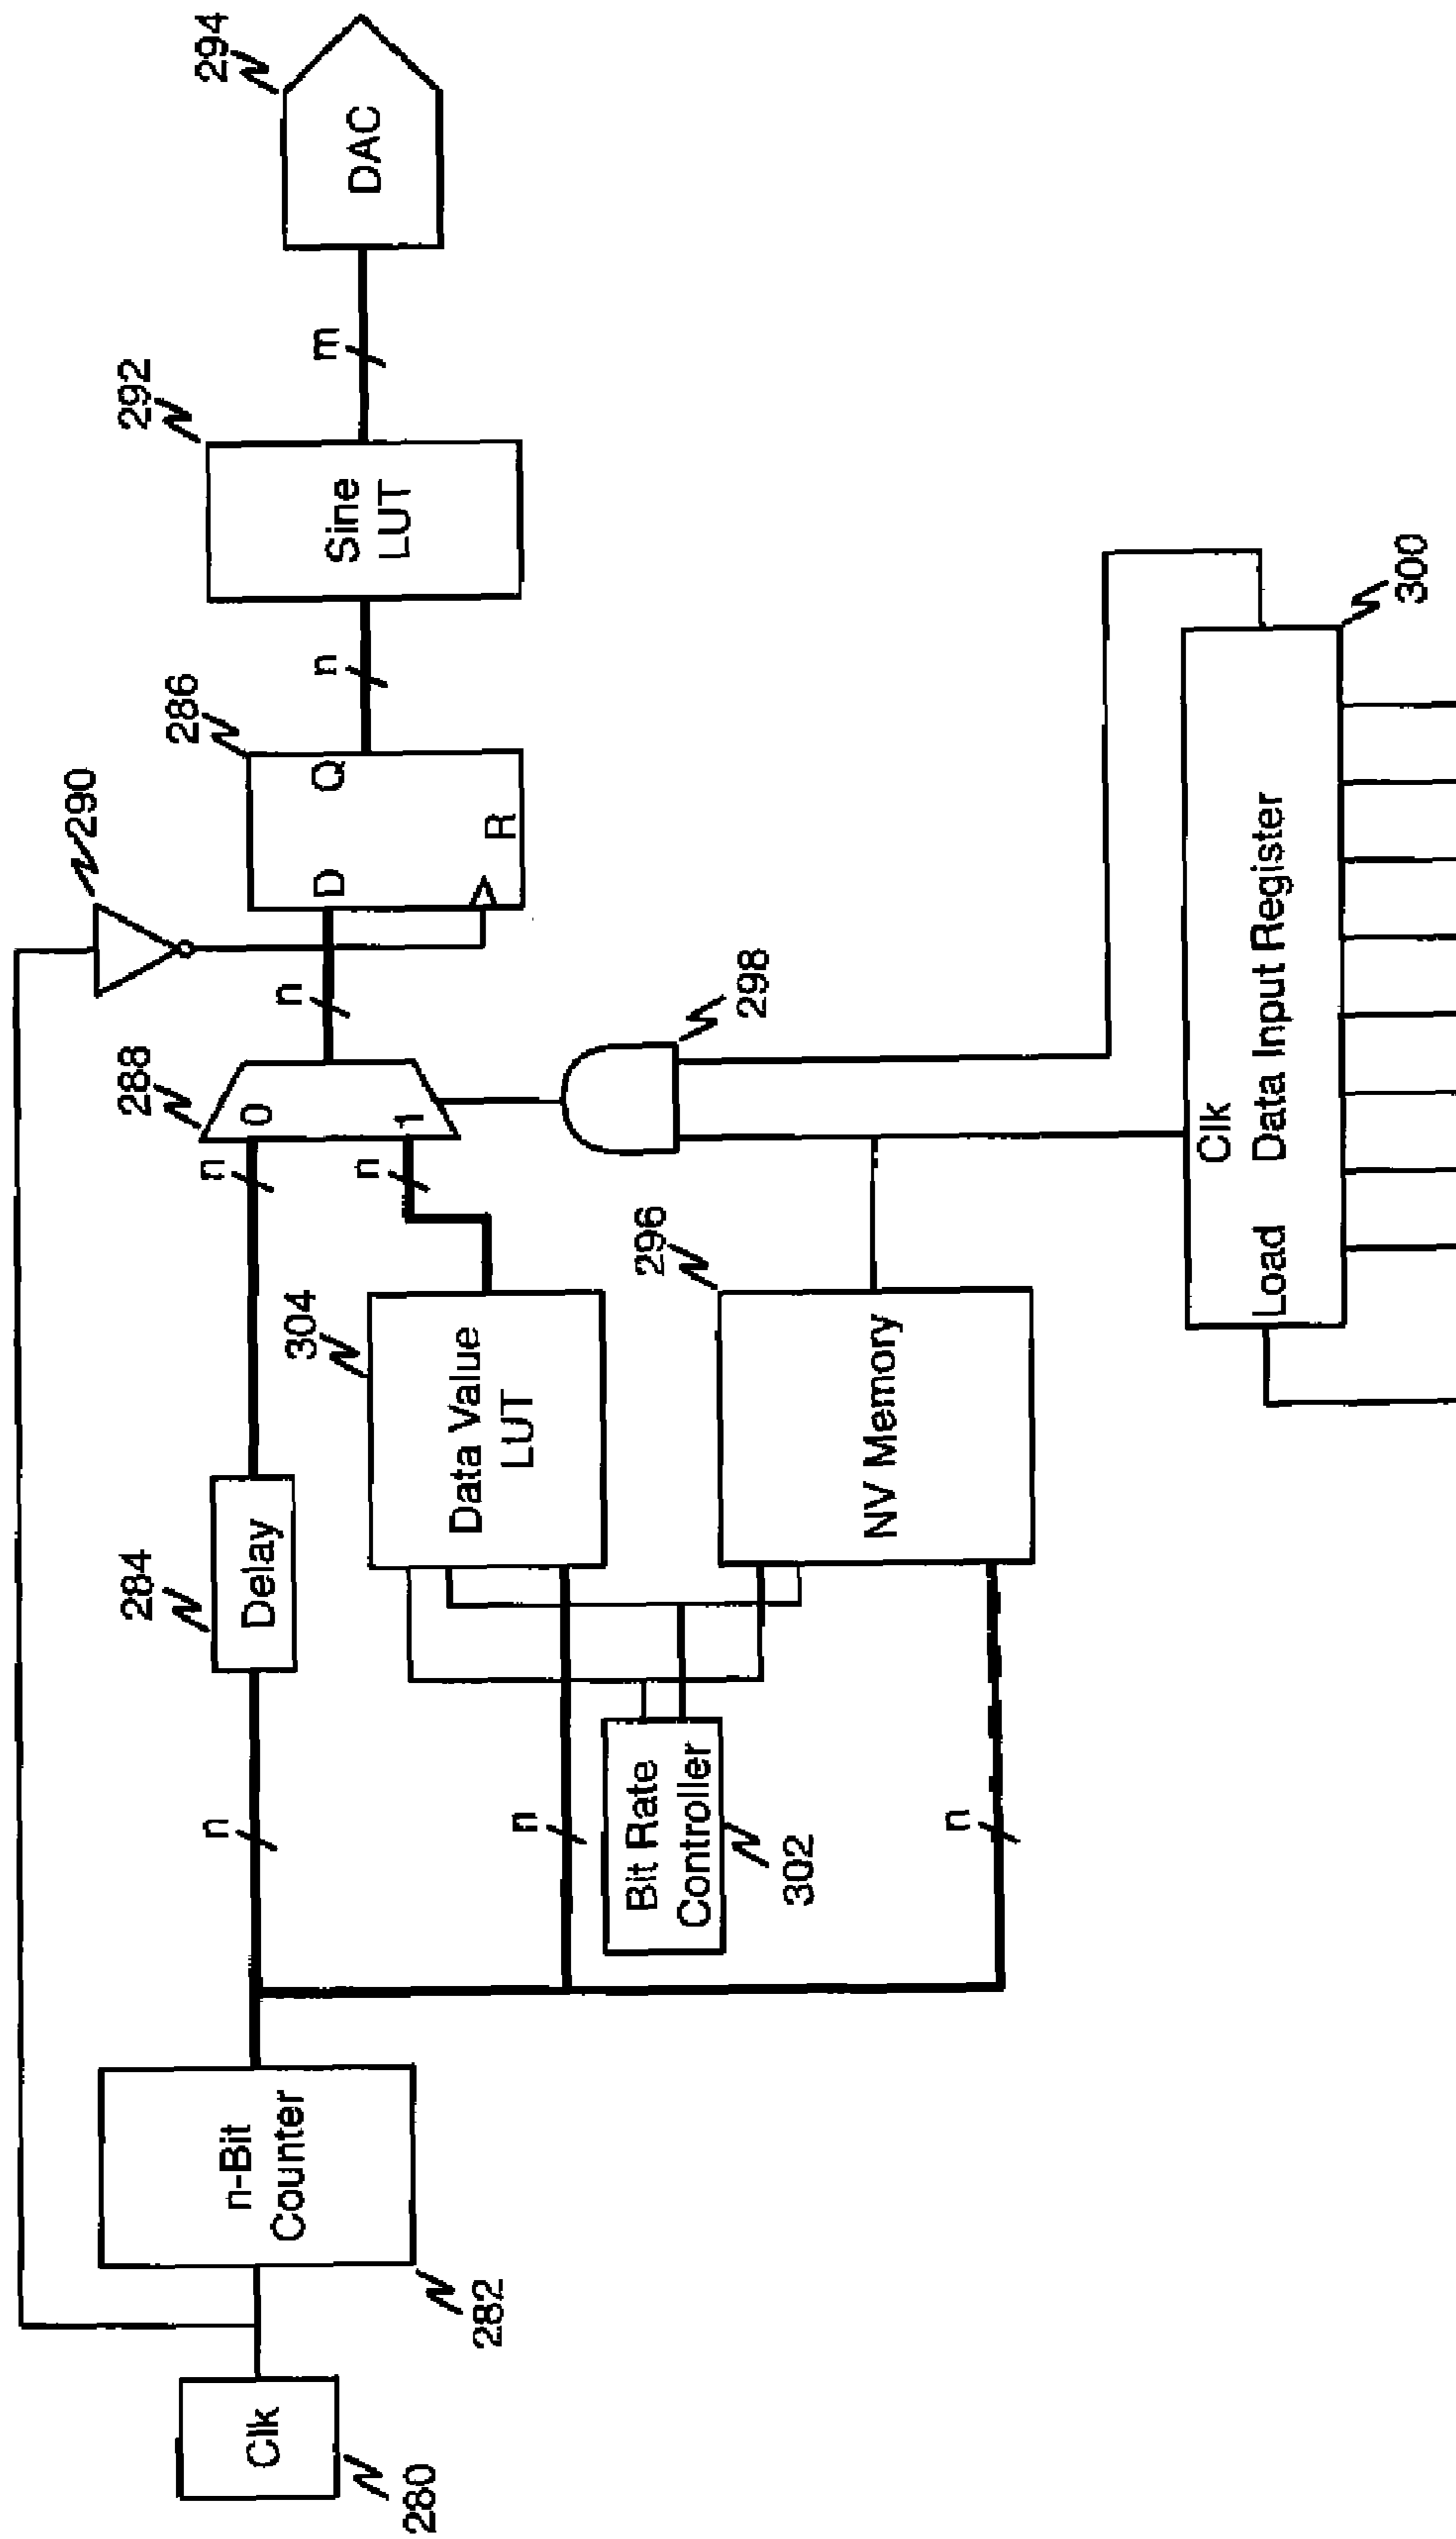 294
DAC
m
292
Sine
LUT
n
286
290
D
Q
R
n
288
0
1
n
n
298
284
Delay
304
Data Value
LUT
296
NV Memory
n
n
n
Bit Rate
Controller
302
n-Bit
Counter
282
Clk
280
Clk
Load
Data Input Register
300